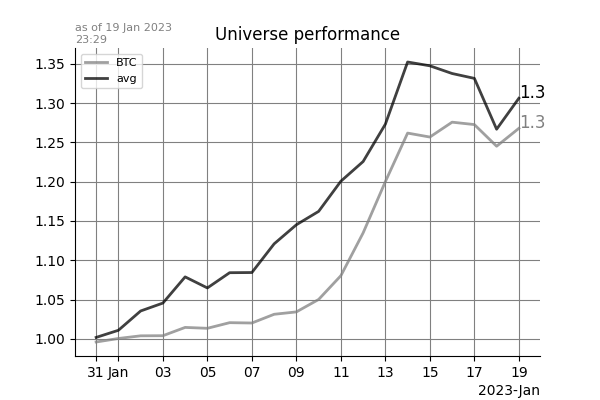 as of 19 Jan 2023
23:29
Universe performance
BTC
avg
1.35
1.30
1.25
1.20
1.15
1.10
1.05
1.00
1.3
1.3
31 Jan 03 05 07 09 11 13 15 17 19
2023-Jan